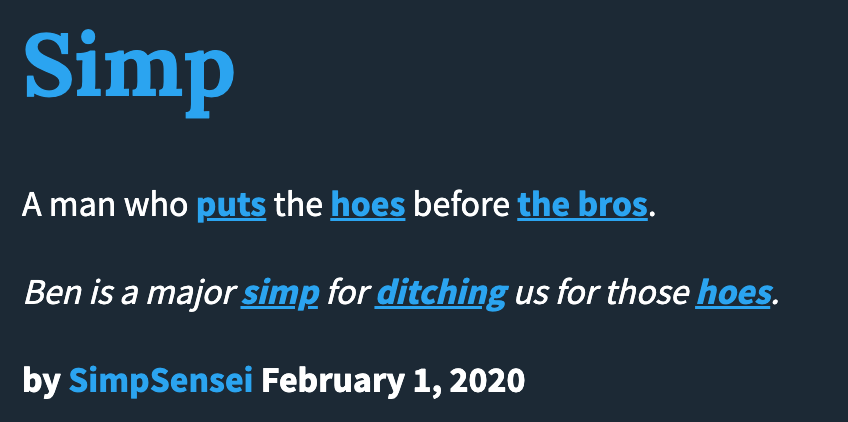 Simp
A man who puts the hoes before the bros.
Ben is a major simp for ditching us for those hoes.
by SimpSensei February 1, 2020